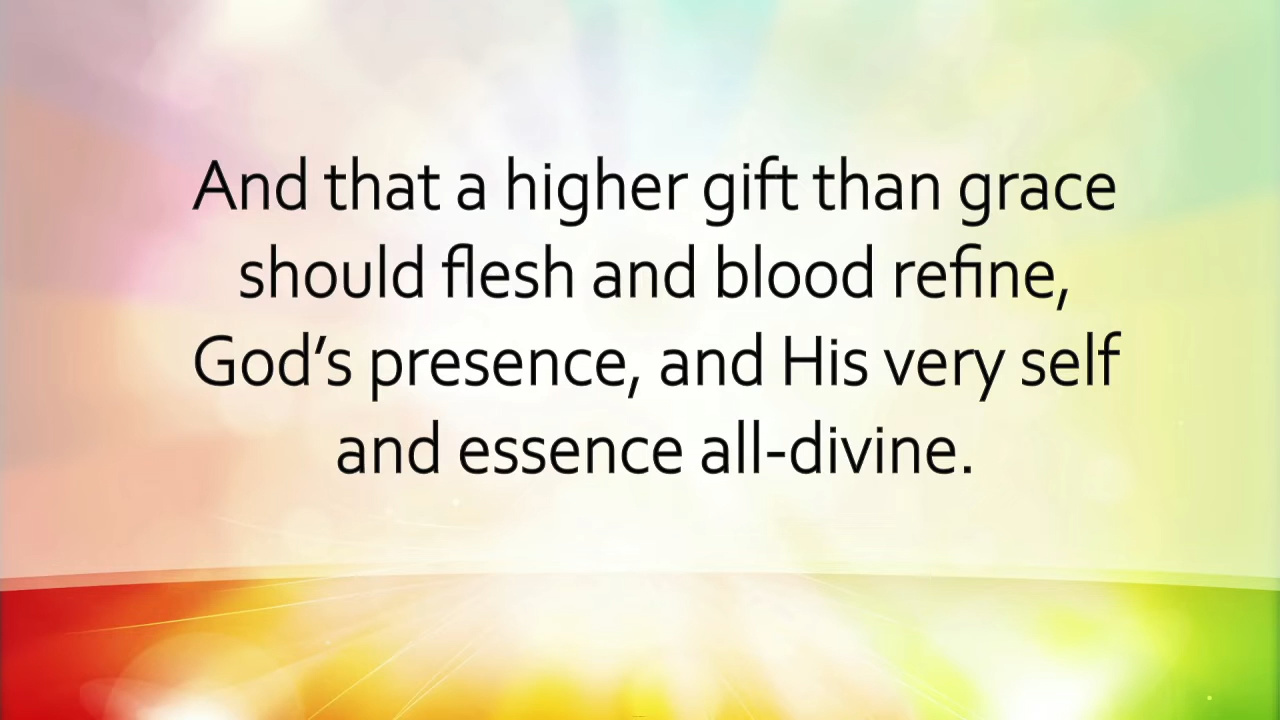 And that a higher gift than grace
should flesh and blood refine,
God’s presence, and His very self
and essence all-divine.